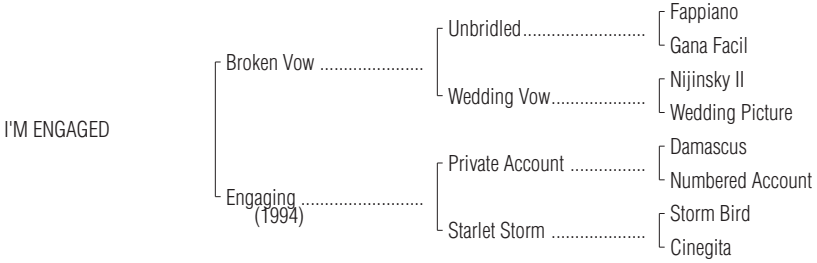 Fappiano
Unbridled..........................
Gana Facil
Broken Vow ......................
Nijinsky II
Wedding Vow....................
Wedding Picture
I'M ENGAGED
Damascus
Private Account ................
Numbered Account
Engaging ..........................
(1994)
Storm Bird
Starlet Storm ....................
Cinegita